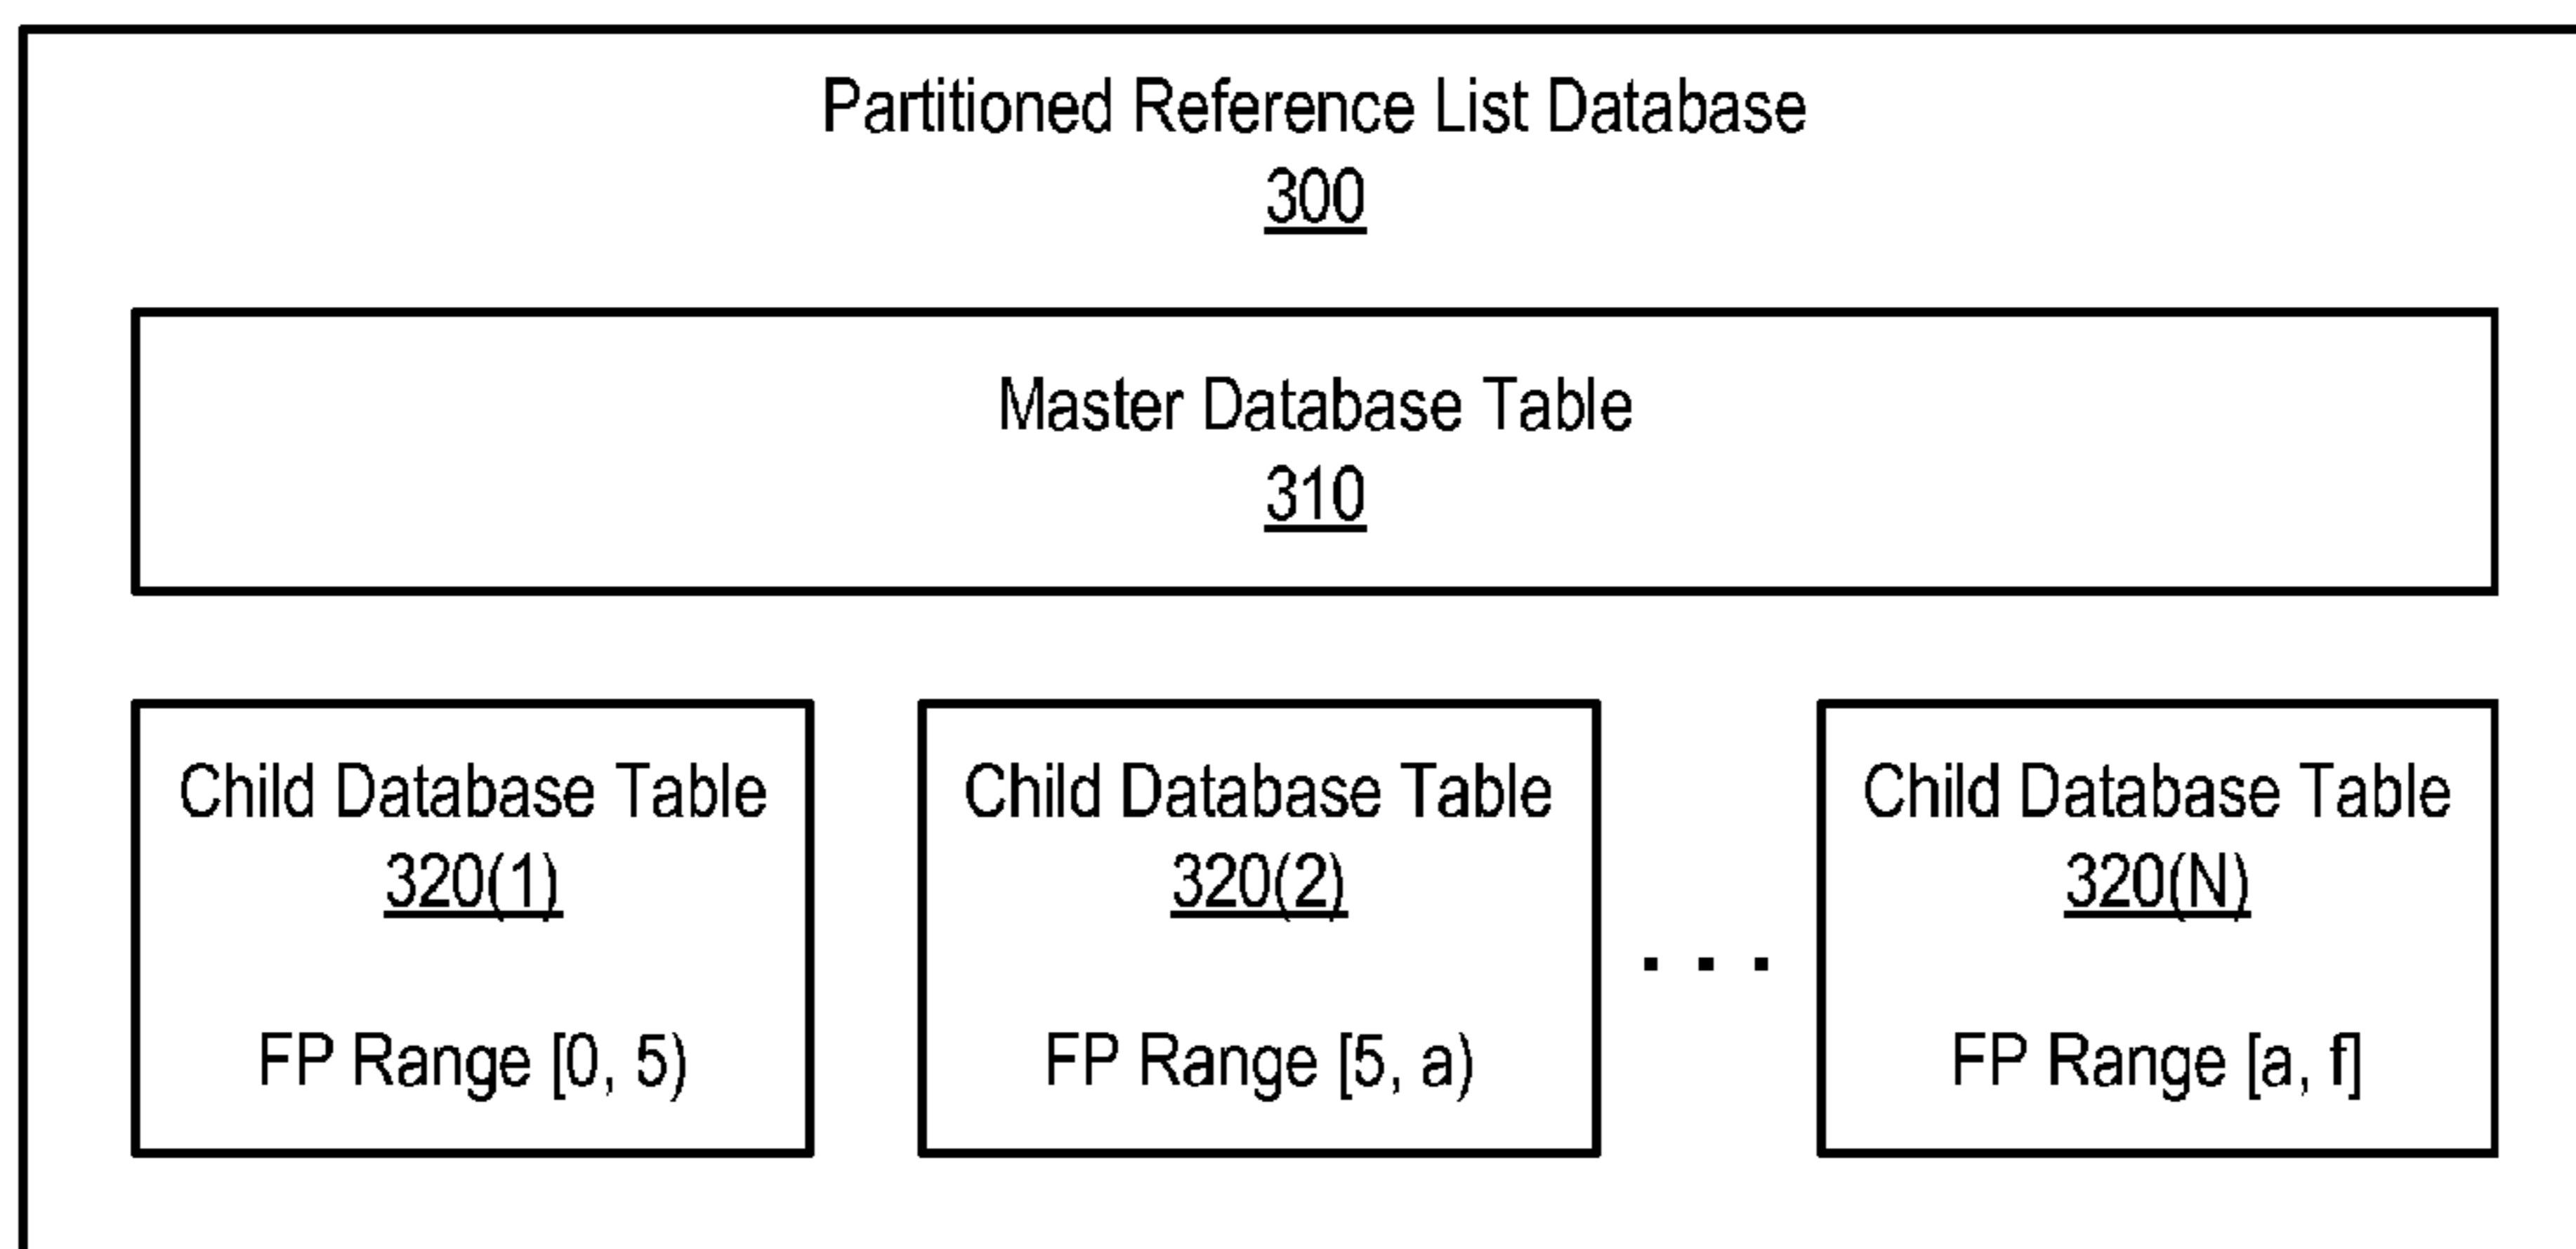 Partitioned Reference List Database
300
Master Database Table
310
Child Database Table
320(1)
FP Range [0, 5)
Child Database Table
320(2)
FP Range [5, a)
. . .
Child Database Table
320(N)
FP Range [a, f]